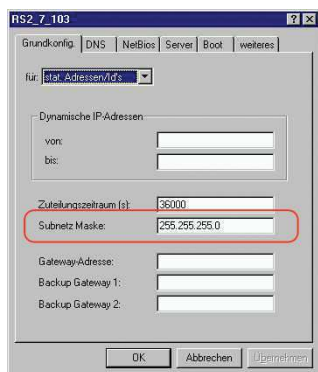 RS2_7_103
Grundkonfig. DNS NetBios Server Boot weiteres
für: stat. Adressen/Id's
Dynamische IP-Adressen
von:
bis:
Zuteilungszeitraum (s): 36000
Subnetz Maske: 255.255.255.0
Gateway-Adresse:
Backup Gateway 1:
Backup Gateway 2:
OK Abbrechen Übernehmen